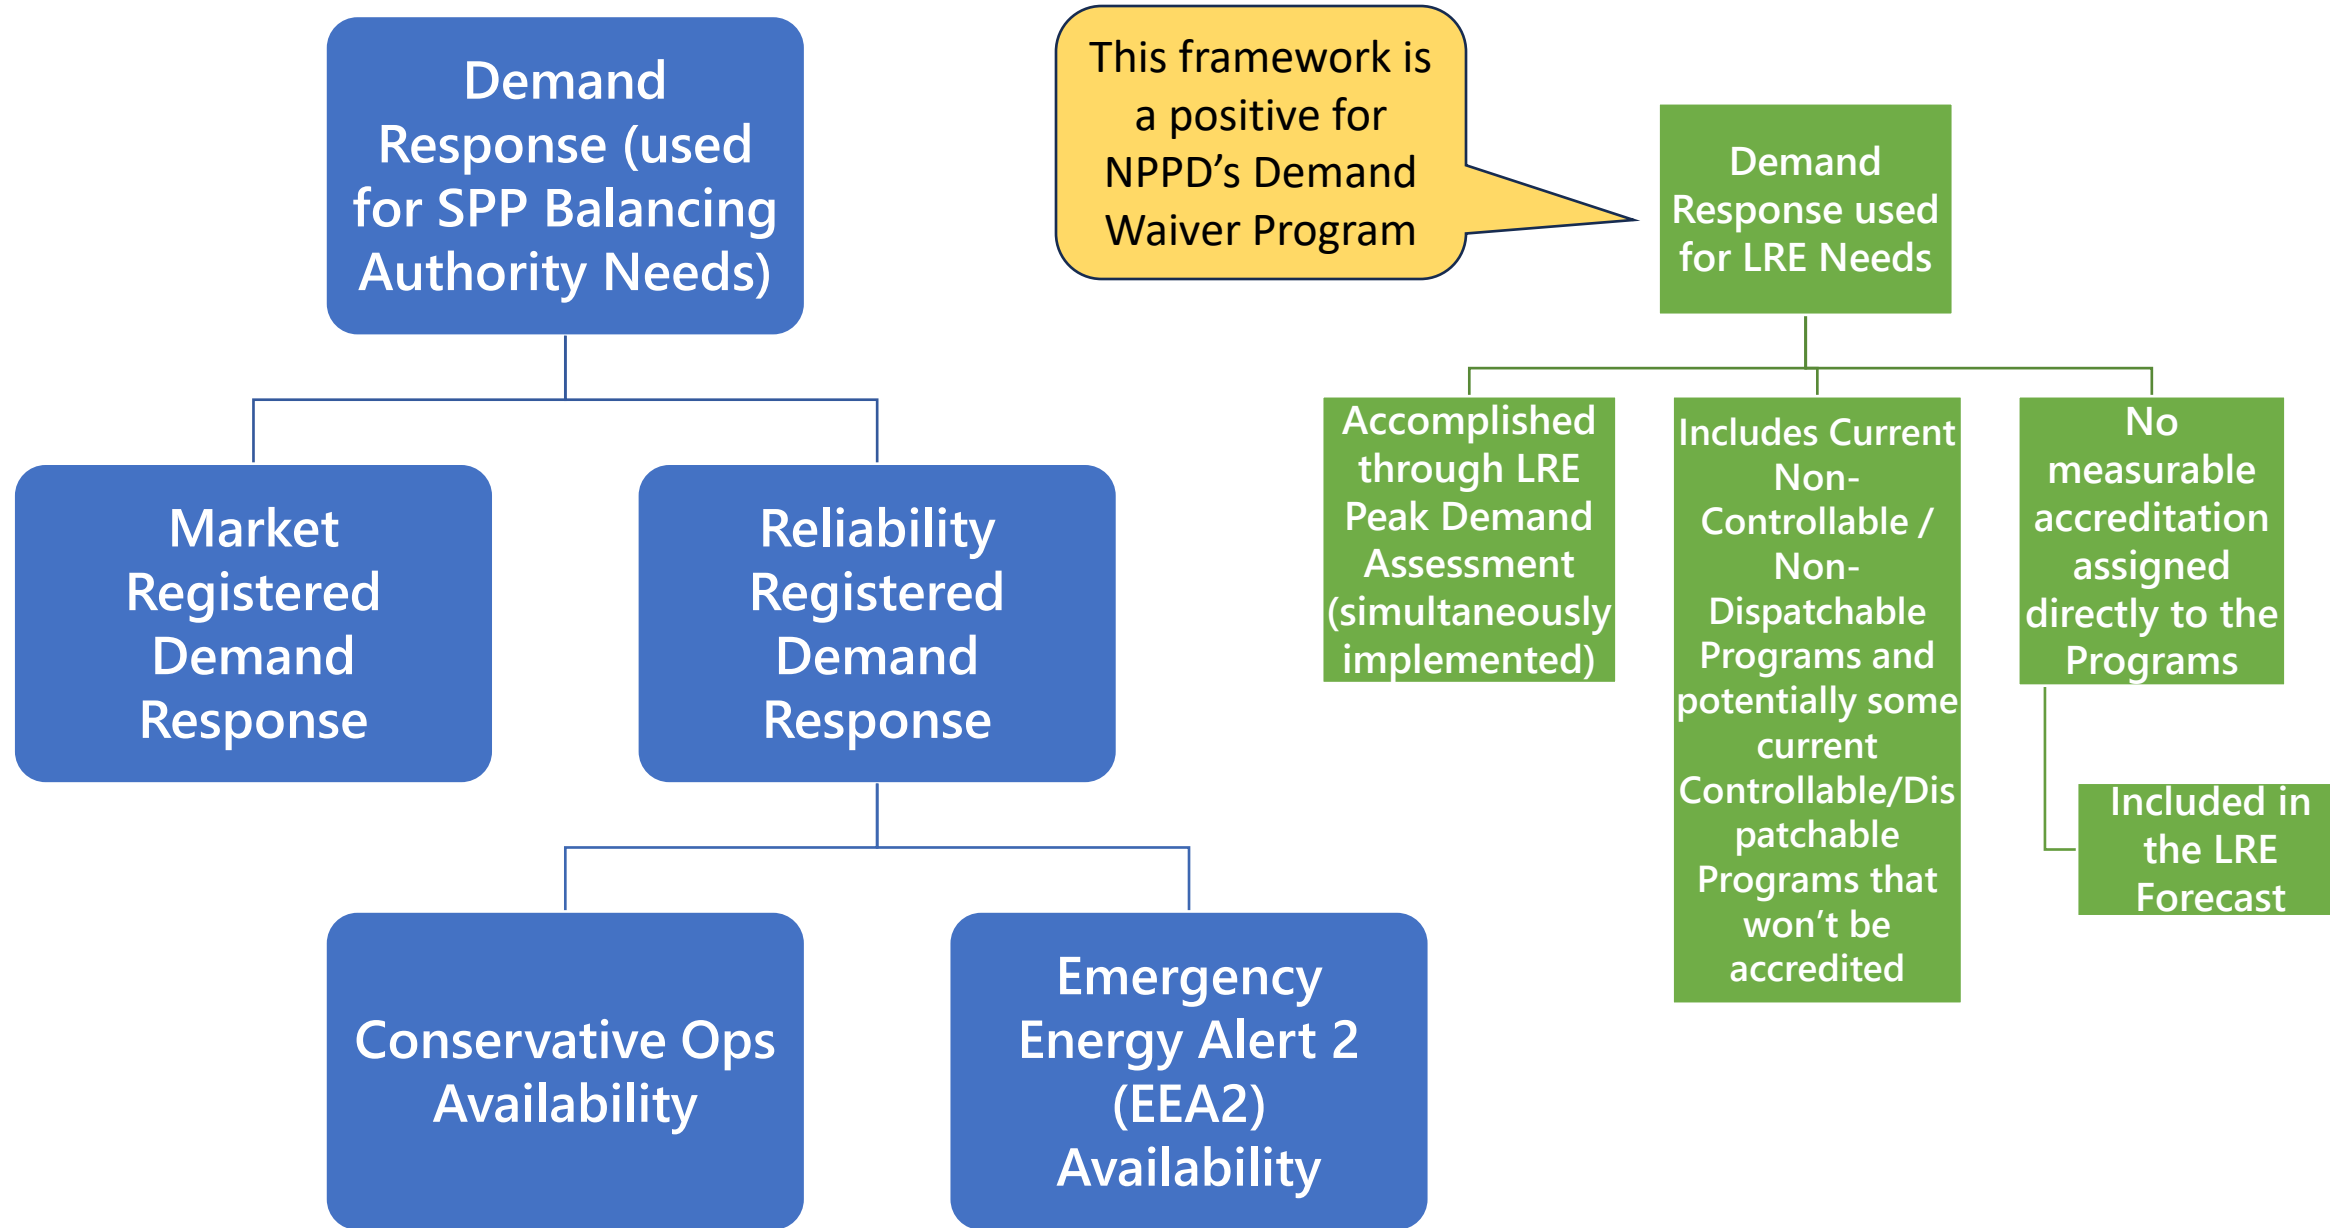 Demand
Response (used
for SPP Balancing
Authority Needs)
Market
Registered
Demand
Response
Reliability
Registered
Demand
Response
Conservative Ops
Availability
Emergency
Energy Alert 2
(EEA2)
Availability
This framework is
a positive for
NPPD’s Demand
Waiver Program
Demand
Response used
for LRE Needs
Accomplished
through LRE
Peak Demand
Assessment
(simultaneously
implemented)
Includes Current
Non-
Controllable /
Non-
Dispatchable
Programs and
potentially some
current
Controllable/Dis
patchable
Programs that
won’t be
accredited
No
measurable
accreditation
assigned
directly to the
Programs
Included in
the LRE
Forecast